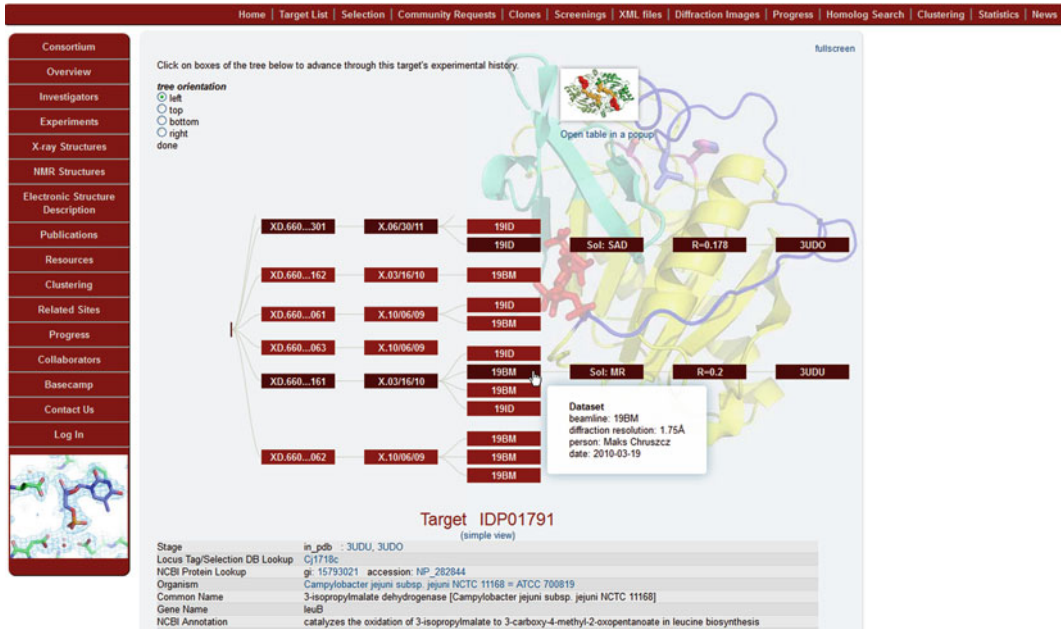 Home | Target List | Selection | Community Requests | Clones | Screenings | XML files | Diffraction Images | Progress | Homolog Search | Clustering | Statistics | News
Consortium
Overview
Investigators
Experiments
X-ray Structures
NMR Structures
Electronic Structure
Description
Publications
Resources
Clustering
Related Sites
Progress
Collaborators
Basecamp
Contact Us
Log In
fullscreen
Click on boxes of the tree below to advance through this target's experimental history.
tree orientation
left
top
bottom
right
done
Open table in a popup!
XD.660...301 X.06/30/11 19ID
19ID Sol: SAD R=0.178 3UDO
XD.660...162 X.03/16/10 19BM
19ID
XD.660...061 X.10/06/09
19BM
XD.660...063 X.10/06/09
19ID
XD.660...161 X.03/16/10 19BM Sol: MR R=0.2 3UDU
19BM
19ID
19BM
XD.660...062 X.10/06/09 19BM
19BM
Dataset
beamline: 19BM
diffraction resolution: 1.75Å
person: Maks Chruszcz
date: 2010-03-19
Target IDP01791
(simple view)
Stage in_pdb : 3UDU, 3UDO
Locus Tag/Selection DB Lookup Cj1718c
NCBI Protein Lookup gi: 15793021 accession: NP_282844
Organism Campylobacter jejuni subsp. jejuni NCTC 11168 = ATCC 700819
Common Name 3-isopropylmalate dehydrogenase [Campylobacter jejuni subsp. jejuni NCTC 11168]
Gene Name leuB
NCBI Annotation catalyzes the oxidation of 3-isopropylmalate to 3-carboxy-4-methyl-2-oxopentanoate in leucine biosynthesis